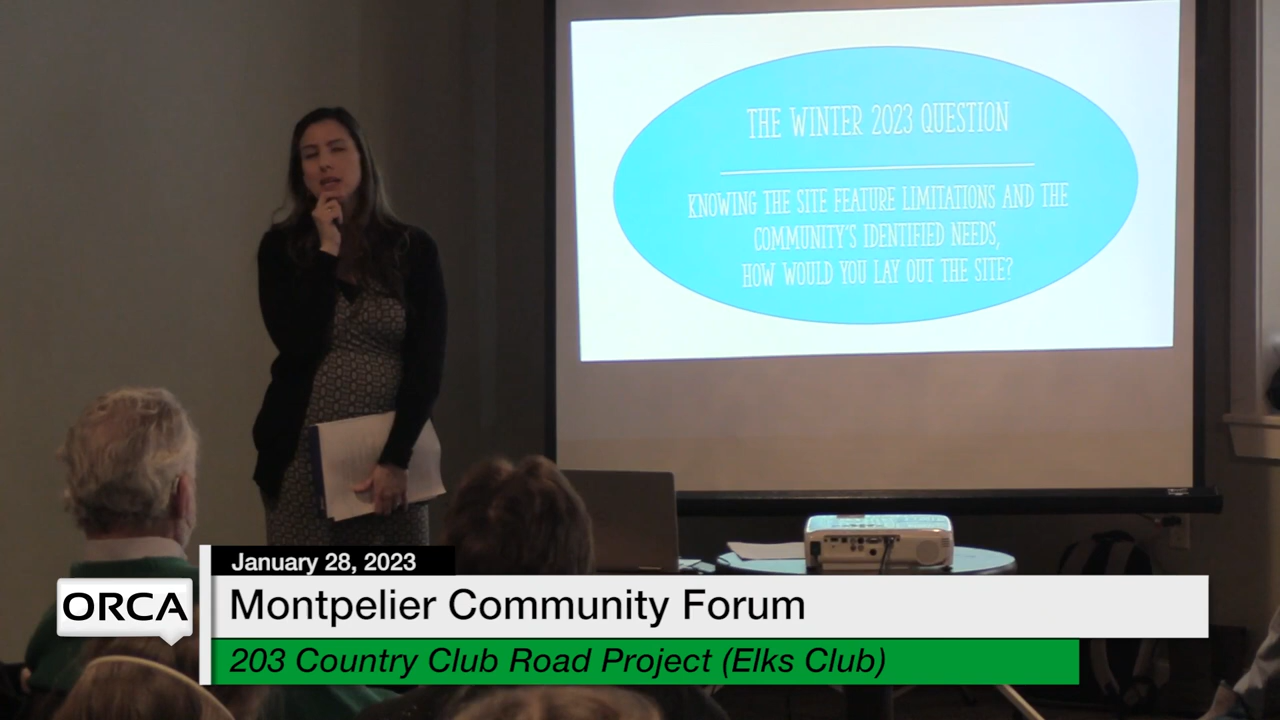 THE WINTER 2023 QUESTION
KNOWING THE SITE FEATURE LIMITATIONS AND THE
COMMUNITY'S IDENTIFIED NEEDS,
HOW WOULD YOU LAY OUT THE SITE?
January 28, 2023
ORCA
Montpelier Community Forum
203 Country Club Road Project (Elks Club)